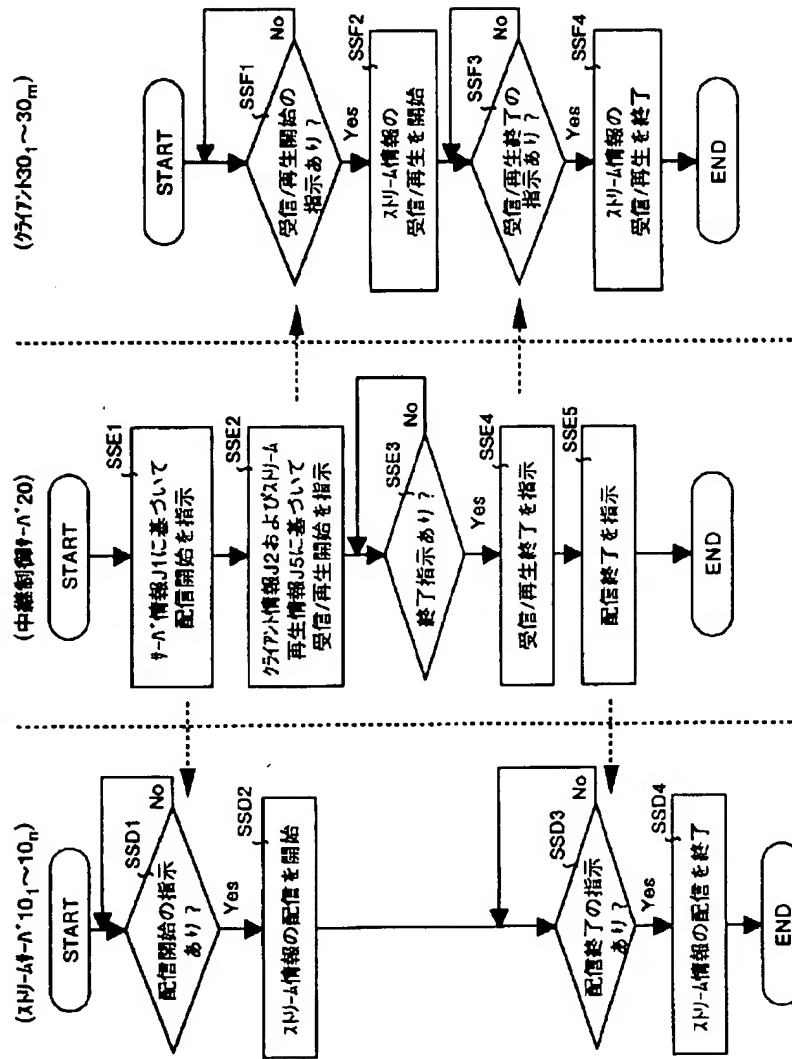 (ストリームサーバ10₁~10ₙ)
START
SSD1
配信開始の指示
あり?
No
Yes
SSD2
ストリーム情報の配信を開始
SSD3
配信終了の指示
あり?
No
Yes
SSD4
ストリーム情報の配信を終了
END
(中継制御サーバ20)
START
SSE1
サーバ情報J1に基づいて
配信開始を指示
SSE2
クライアント情報J2およびストリーム
再生情報J5に基づいて
受信/再生開始を指示
SSE3
終了指示あり?
No
Yes
SSE4
受信/再生終了を指示
SSE5
配信終了を指示
END
(クライアント30₁~30ₘ)
START
SSF1
受信/再生開始の
指示あり?
No
Yes
SSF2
ストリーム情報の
受信/再生を開始
SSF3
受信/再生終了の
指示あり?
No
Yes
SSF4
ストリーム情報の
受信/再生を終了
END